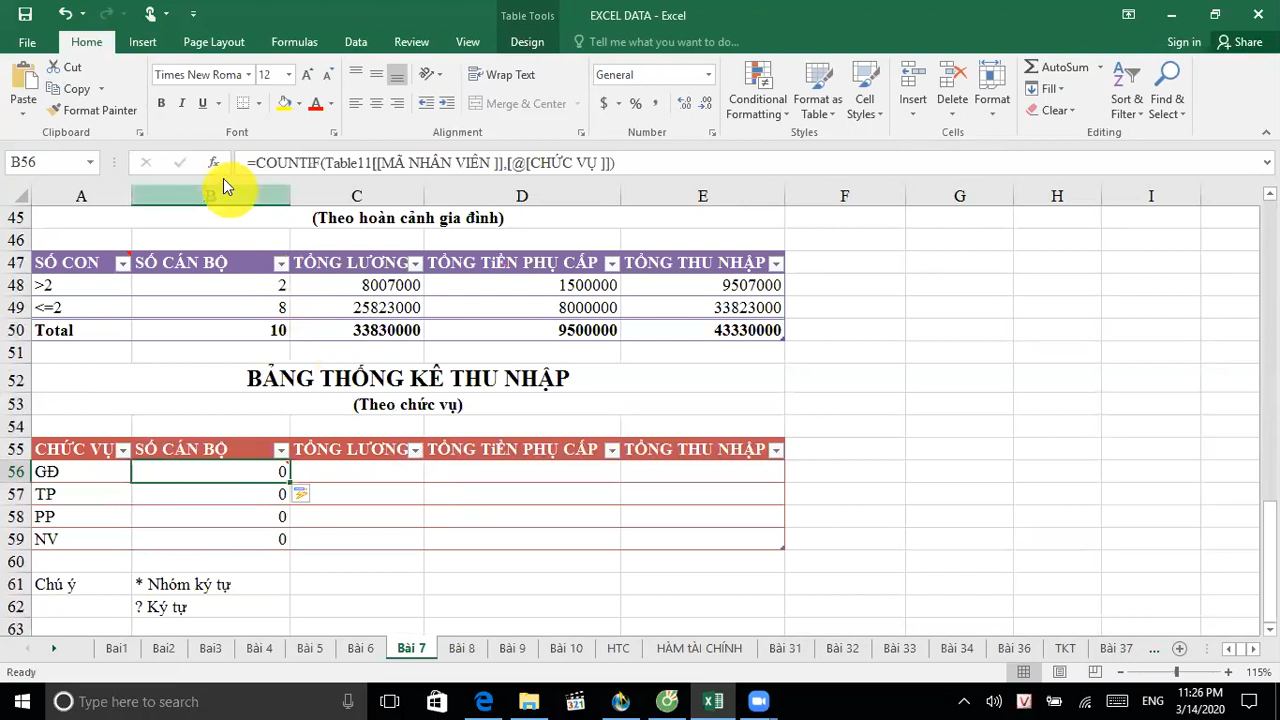 Table Tools
EXCEL DATA - Excel
File Home Insert Page Layout Formulas Data Review View Design Tell me what you want to do... Sign in Share
Paste Cut Copy Format Painter Clipboard
Times New Roma 12 B I U A A A Font
Wrap Text Merge & Center Alignment
General $ % , Number
Conditional Formatting Format as Table Cell Styles Styles
Insert Delete Format Cells
AutoSum Fill Clear Sort & Filter Find & Select Editing
B56 fx =COUNTIF(Table11[[MÃ NHÂN VIÊN ]],[@[CHỨC VỤ ]])
A B C D E F G H I
45 (Theo hoàn cảnh gia đình)
46
47 SỐ CON SỐ CÁN BỘ TỔNG LƯƠNG TỔNG TiỀN PHỤ CẤP TỔNG THU NHẬP
48 >2 2 8007000 1500000 9507000
49 <=2 8 25823000 8000000 33823000
50 Total 10 33830000 9500000 43330000
51
52 BẢNG THỐNG KÊ THU NHẬP
53 (Theo chức vụ)
54
55 CHỨC VỤ SỐ CÁN BỘ TỔNG LƯƠNG TỔNG TiỀN PHỤ CẤP TỔNG THU NHẬP
56 GĐ 0
57 TP 0
58 PP 0
59 NV 0
60
61 Chú ý * Nhóm ký tự
62 ? Ký tự
63
Bai1 Bai2 Bai3 Bài 4 Bài 5 Bài 6 Bài 7 Bài 8 Bài 9 Bài 10 HTC HÀM tÀI CHÍNH Bài 31 Bài 32 Bài 33 Bài 34 Bài 36 TKT Bài 37 ...
Ready 115%
Type here to search 321 ENG 11:26 PM
3/14/2020